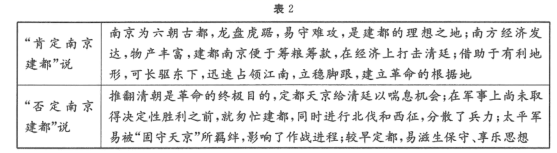 表 2
“肯定南京建都”说
南京为六朝古都，龙盘虎踞，易守难攻，是建都的理想之地；南方经济发
达，物产丰富，建都南京便于筹粮筹款，在经济上打击清廷；借助于有利地
形，可长驱东下，迅速占领江南，立稳脚跟，建立革命的根据地
“否定南京建都”说
推翻清朝是革命的终极目的，定都天京给清廷以喘息机会；在军事上尚未取
得决定性胜利之前，就匆忙建都，同时进行北伐和西征，分散了兵力；太平军
易被“固守天京”所羁绊，影响了作战进程；较早定都，易滋生保守、享乐思想